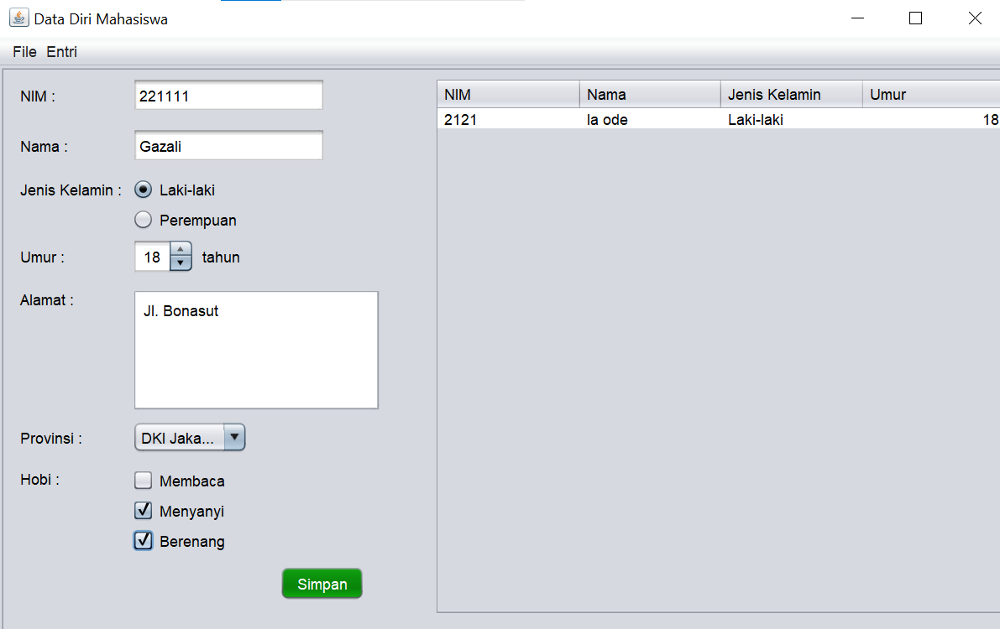 Data Diri Mahasiswa
File Entri
NIM :
221111
Nama :
Gazali
Jenis Kelamin :
Laki-laki
Perempuan
Umur :
18
tahun
Alamat :
Jl. Bonasut
Provinsi :
DKI Jaka...
Hobi :
Membaca
Menyanyi
Berenang
Simpan
NIM Nama Jenis Kelamin Umur
2121 la ode Laki-laki 18